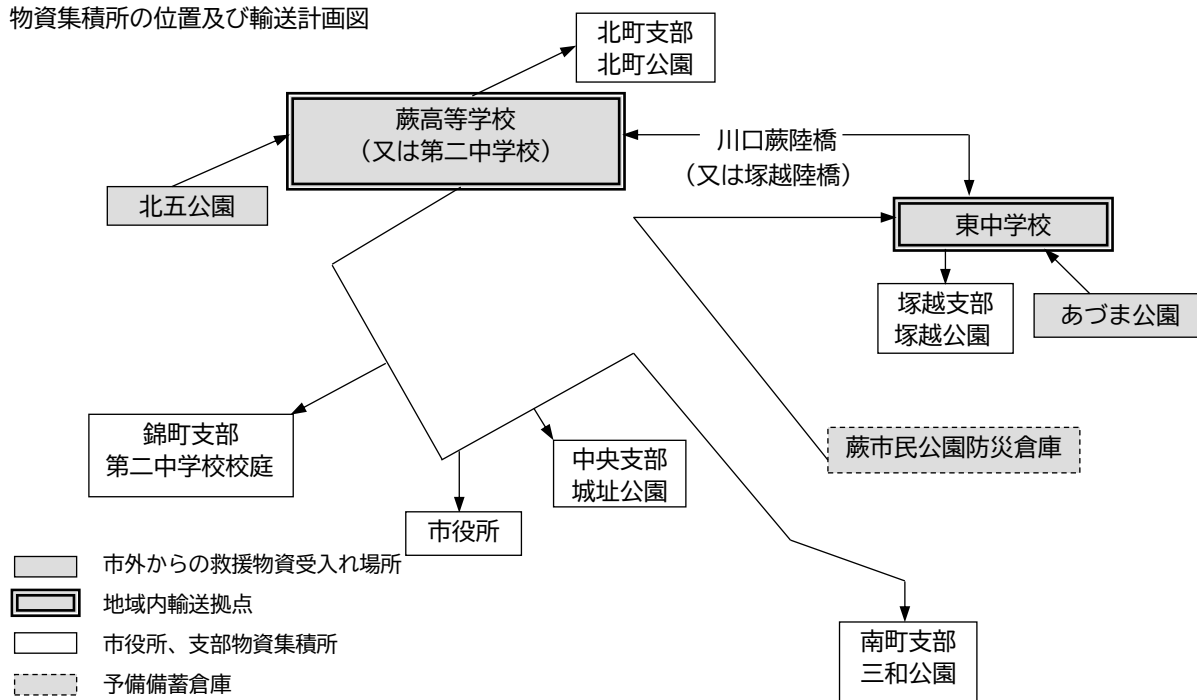 物資集積所の位置及び輸送計画図
北町支部
北町公園
蕨高等学校
（又は第二中学校）
川口蕨陸橋
（又は塚越陸橋）
北五公園
東中学校
塚越支部
塚越公園
あづま公園
錦町支部
第二中学校校庭
中央支部
城址公園
蕨市民公園防災倉庫
市役所
南町支部
三和公園
市外からの救援物資受入れ場所
地域内輸送拠点
市役所、支部物資集積所
予備備蓄倉庫